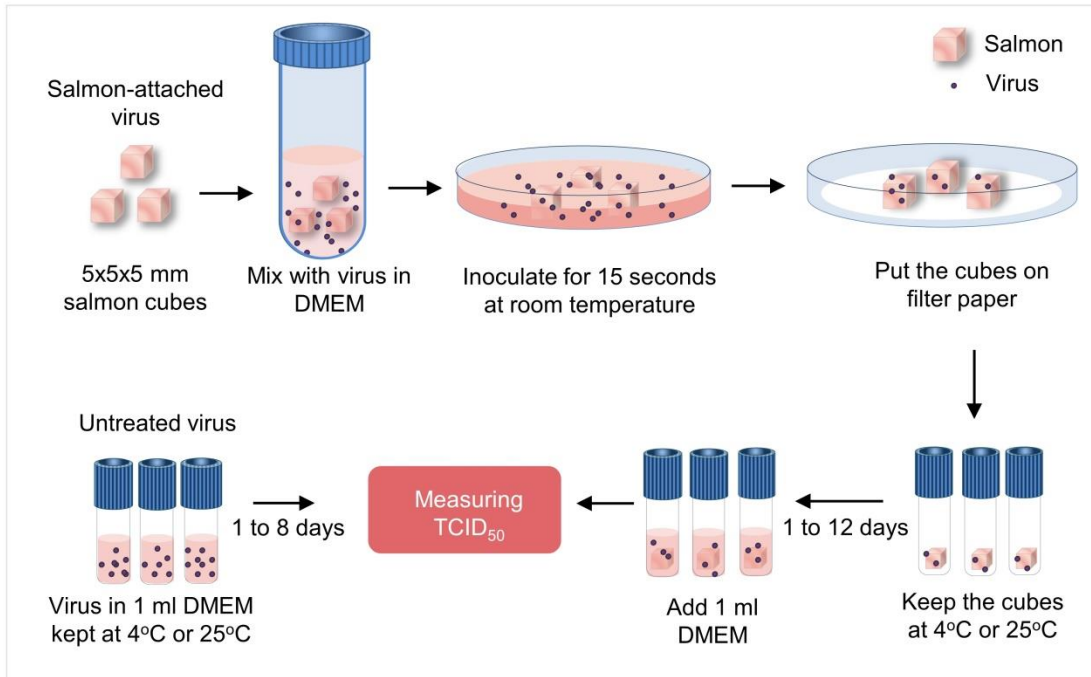 Salmon
Virus
Salmon-attached
virus
5x5x5 mm
salmon cubes
Mix with virus in
DMEM
Inoculate for 15 seconds
at room temperature
Put the cubes on
filter paper
Untreated virus
1 to 8 days
Measuring
TCID₅₀
1 to 12 days
Virus in 1 ml DMEM
kept at 4ºC or 25ºC
Add 1 ml
DMEM
Keep the cubes
at 4ºC or 25ºC